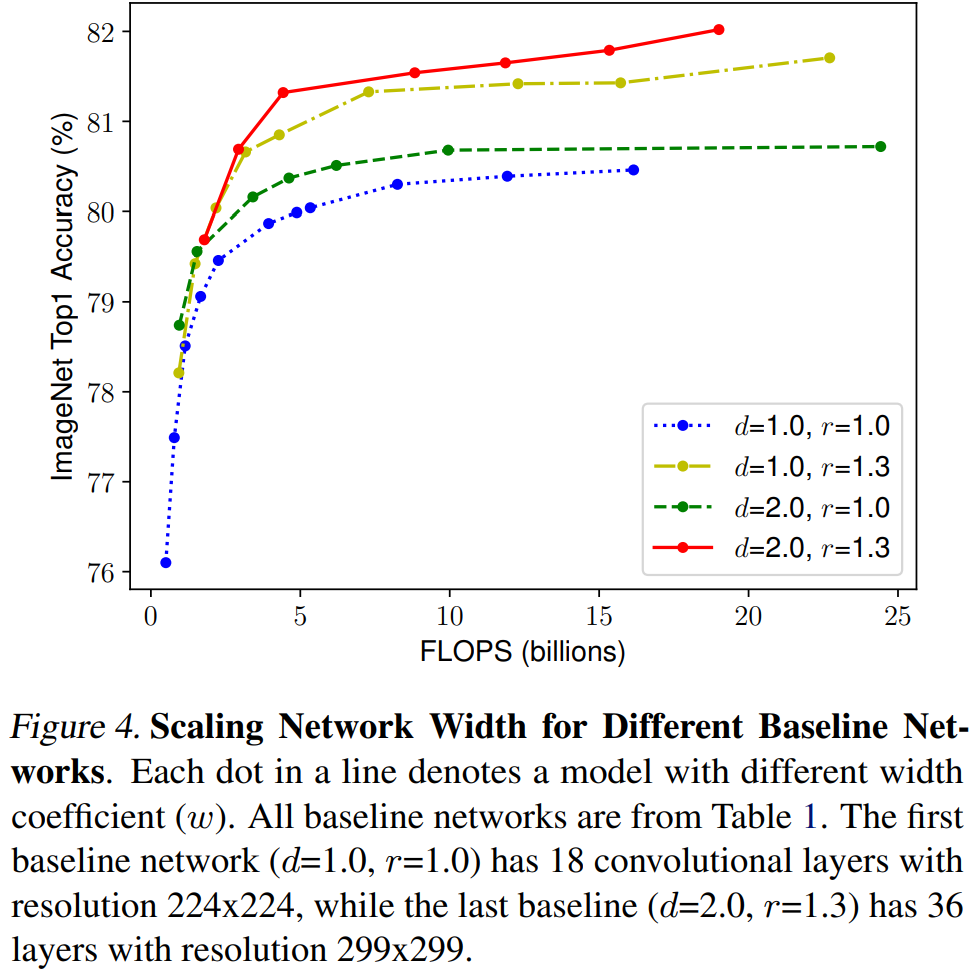 ImageNet Top1 Accuracy (%)
82
81
80
79
78
77
76
d=1.0, r=1.0
d=1.0, r=1.3
d=2.0, r=1.0
d=2.0, r=1.3
0 5 10 15 20 25
FLOPS (billions)
Figure 4. Scaling Network Width for Different Baseline Net-
works. Each dot in a line denotes a model with different width
coefficient (w). All baseline networks are from Table 1. The first
baseline network (d=1.0, r=1.0) has 18 convolutional layers with
resolution 224x224, while the last baseline (d=2.0, r=1.3) has 36
layers with resolution 299x299.